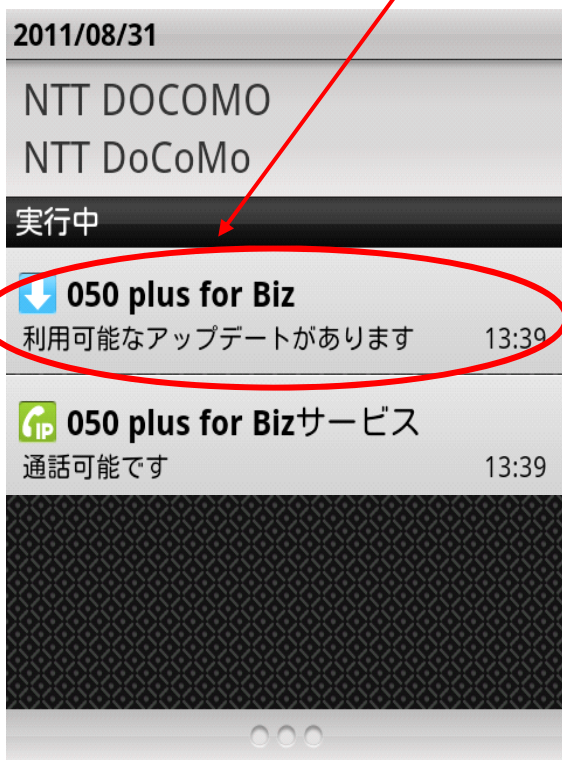 2011/08/31
NTT DOCOMO
NTT DoCoMo
実行中
050 plus for Biz
利用可能なアップデートがあります 13:39
IP 050 plus for Bizサービス
通話可能です 13:39